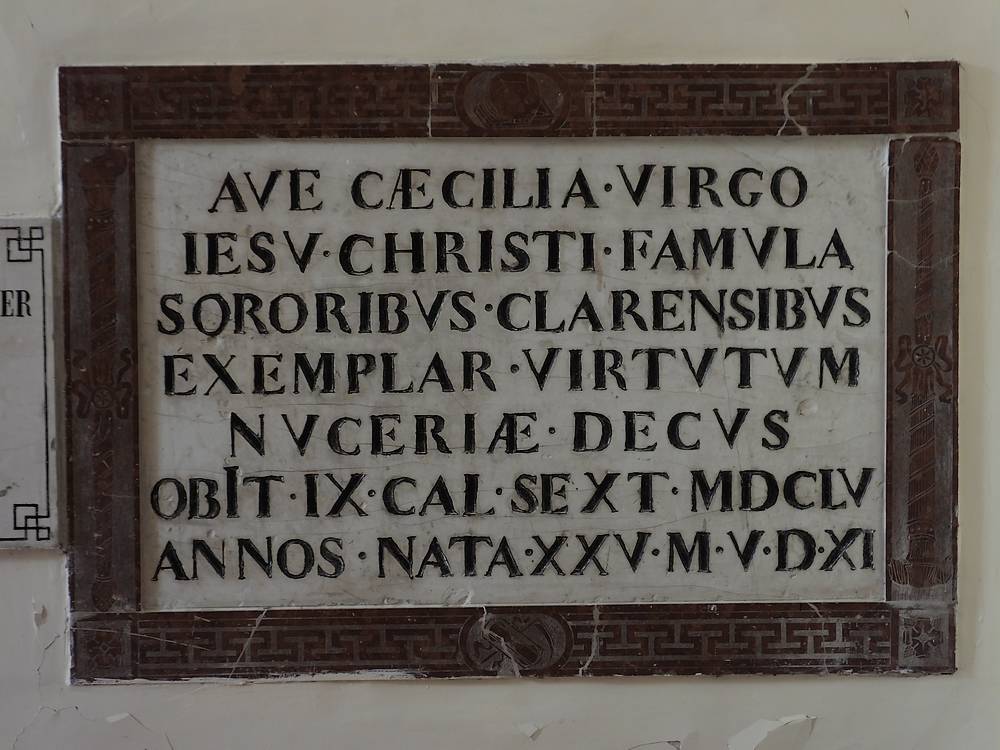 ER
AVE CÆCILIA·VIRGO
IESV·CHRISTI·FAMVLA
SORORIBVS·CLARENSIBVS
EXEMPLAR·VIRTVTVM
NVCERIÆ·DECVS
OBIT·IX·CAL·SEXT·MDCLV
ANNOS·NATA·XXV·M·V·D·XI